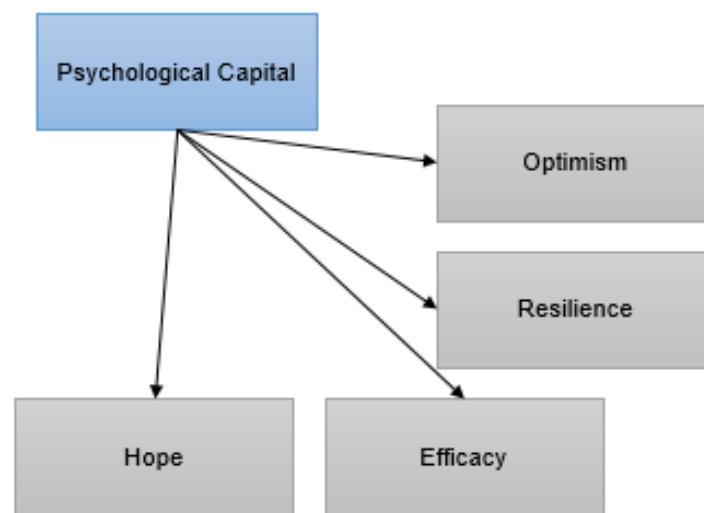 Psychological Capital
Optimism
Resilience
Hope
Efficacy